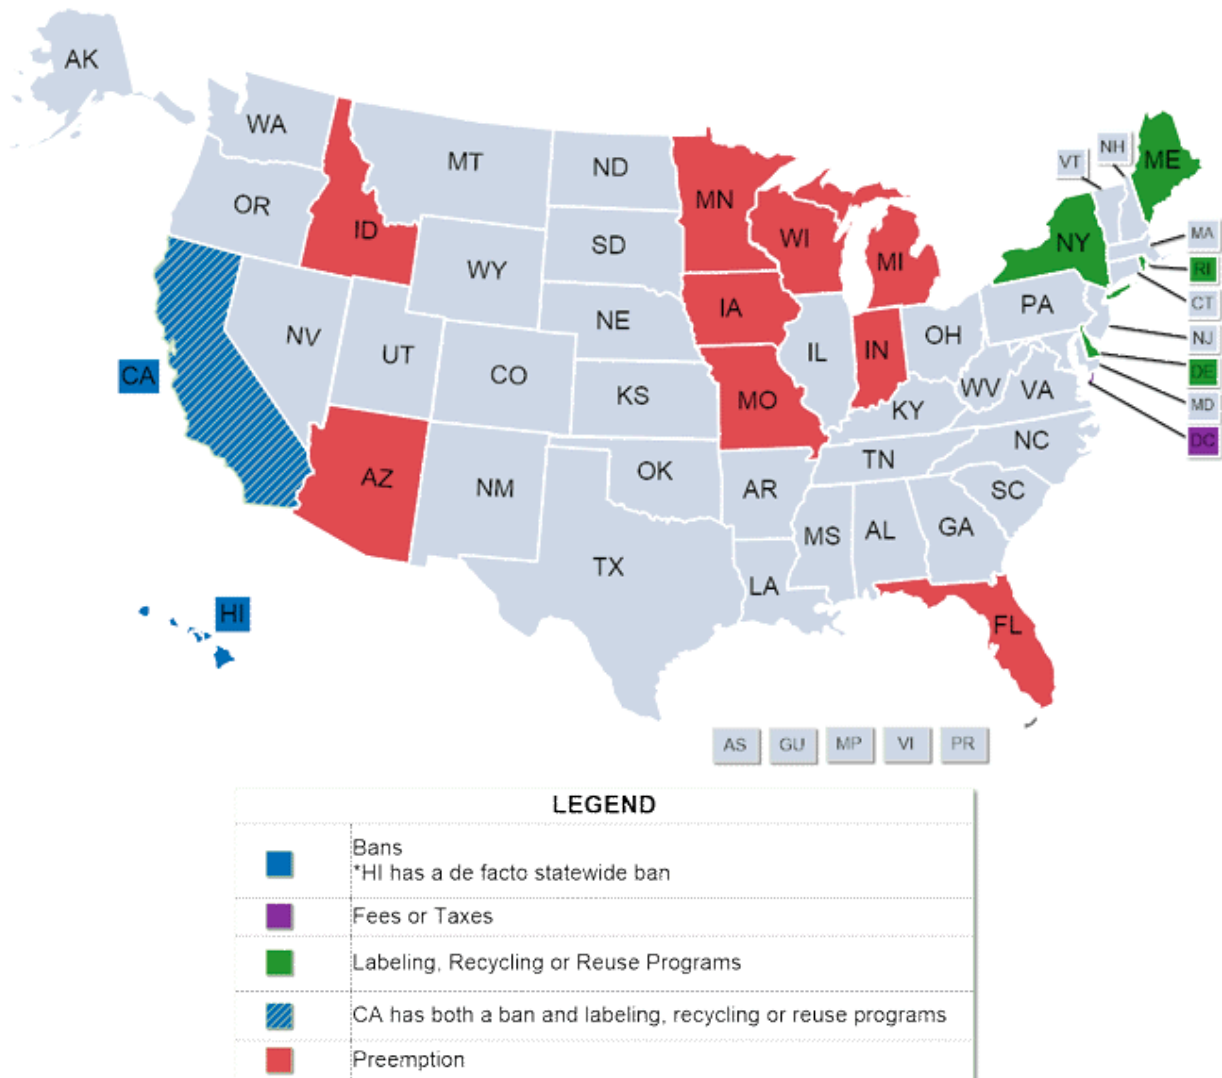 AK
WA
MT
ND
MN
VT
NH
ME
OR
ID
SD
WI
MI
NY
MA
RI
WY
IA
PA
CT
NE
NV
UT
CO
IL
IN
OH
NJ
CA
KS
MO
KY
WV
VA
DE
MD
DC
AZ
NM
OK
AR
TN
NC
SC
TX
LA
MS
AL
GA
HI
FL
AS
GU
MP
VI
PR
LEGEND
Bans
*HI has a de facto statewide ban
Fees or Taxes
Labeling, Recycling or Reuse Programs
CA has both a ban and labeling, recycling or reuse programs
Preemption